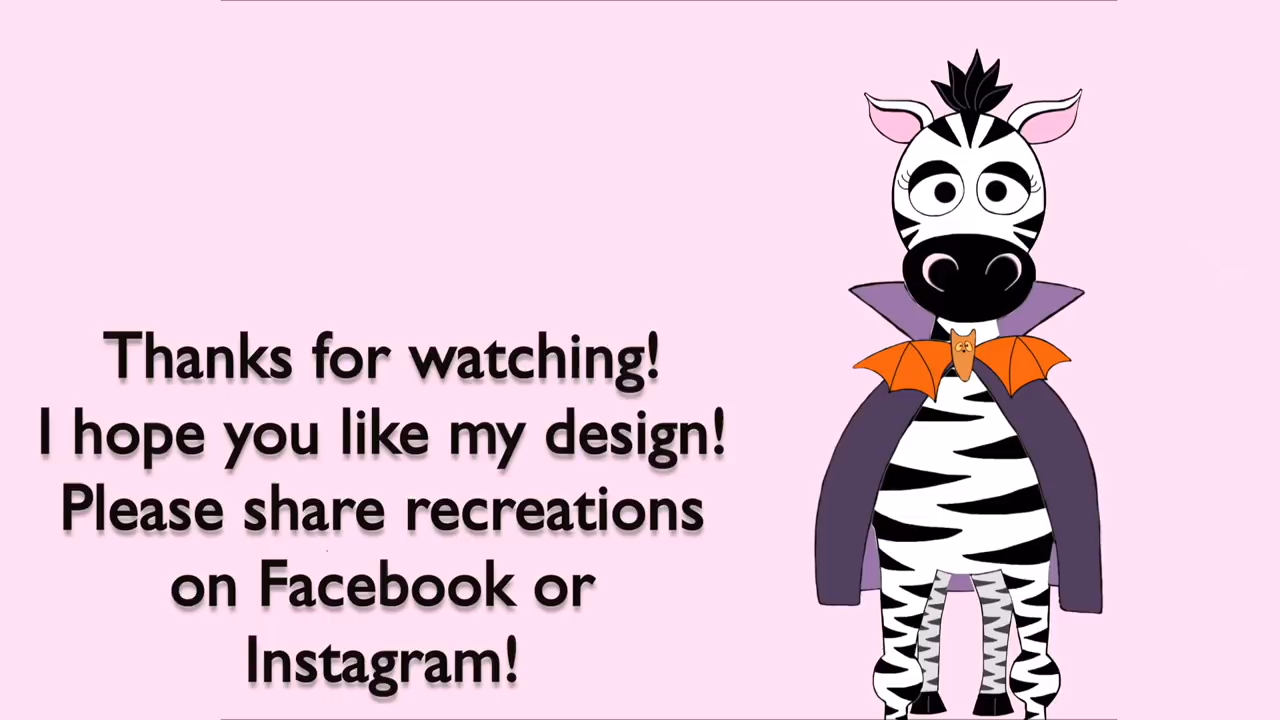 Thanks for watching!
I hope you like my design!
Please share recreations
on Facebook or
Instagram!